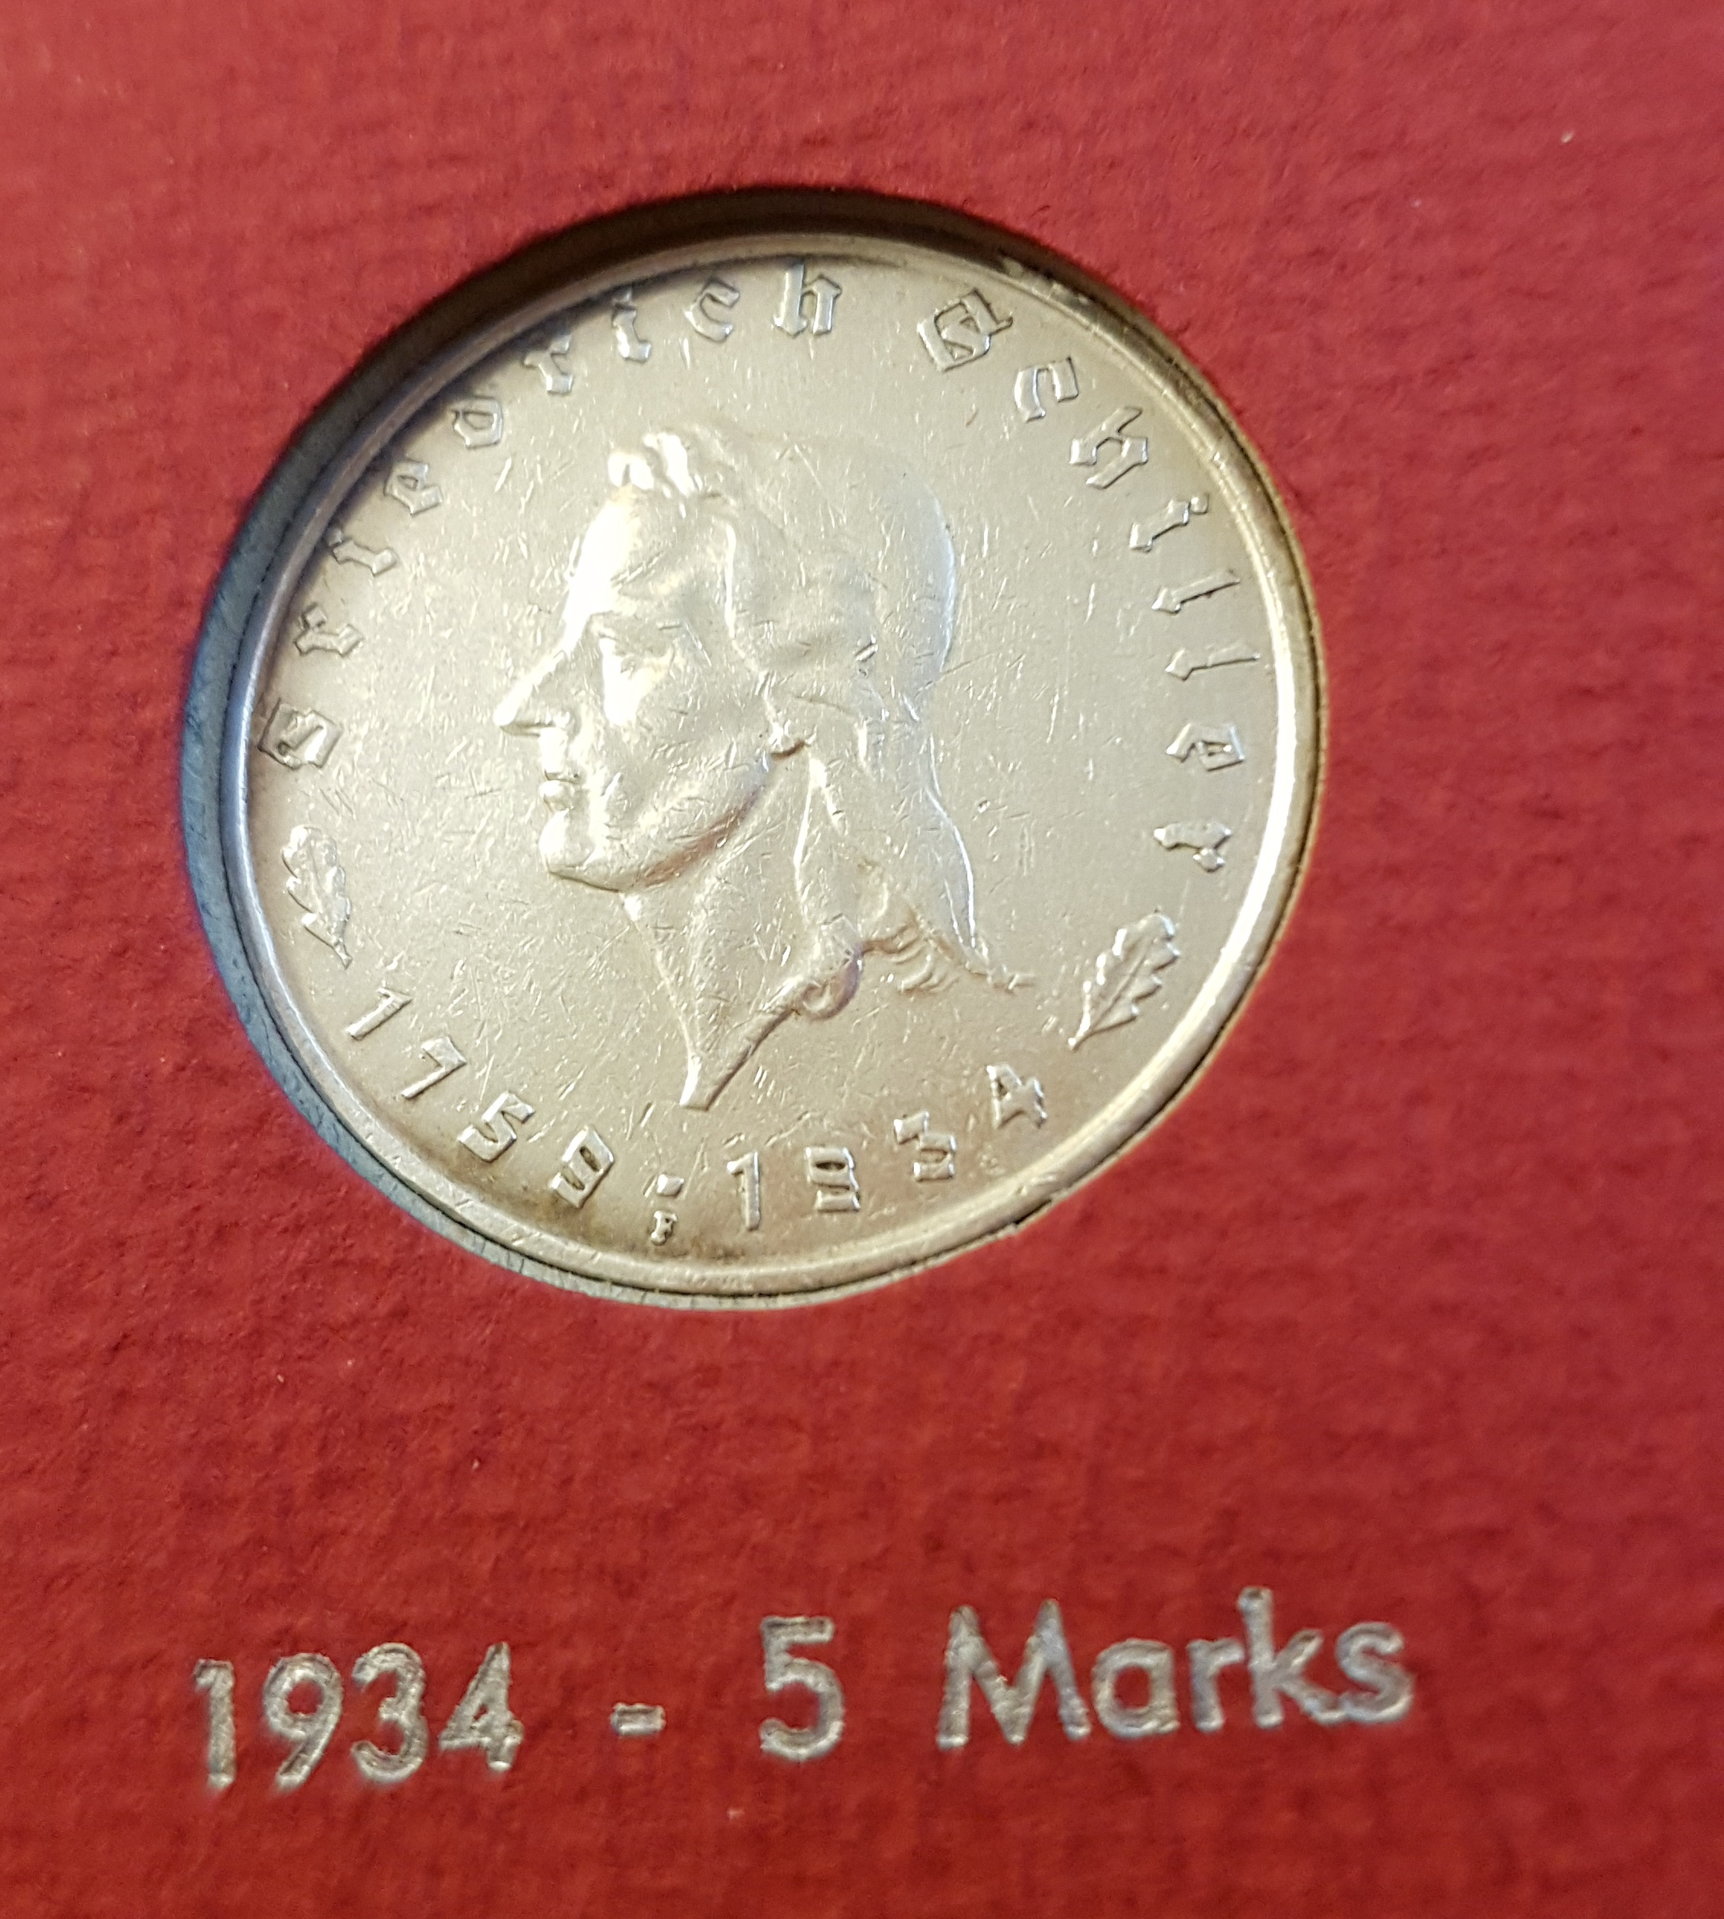 Friedrich Schiller
1759 · 1934
F
1934 - 5 Marks